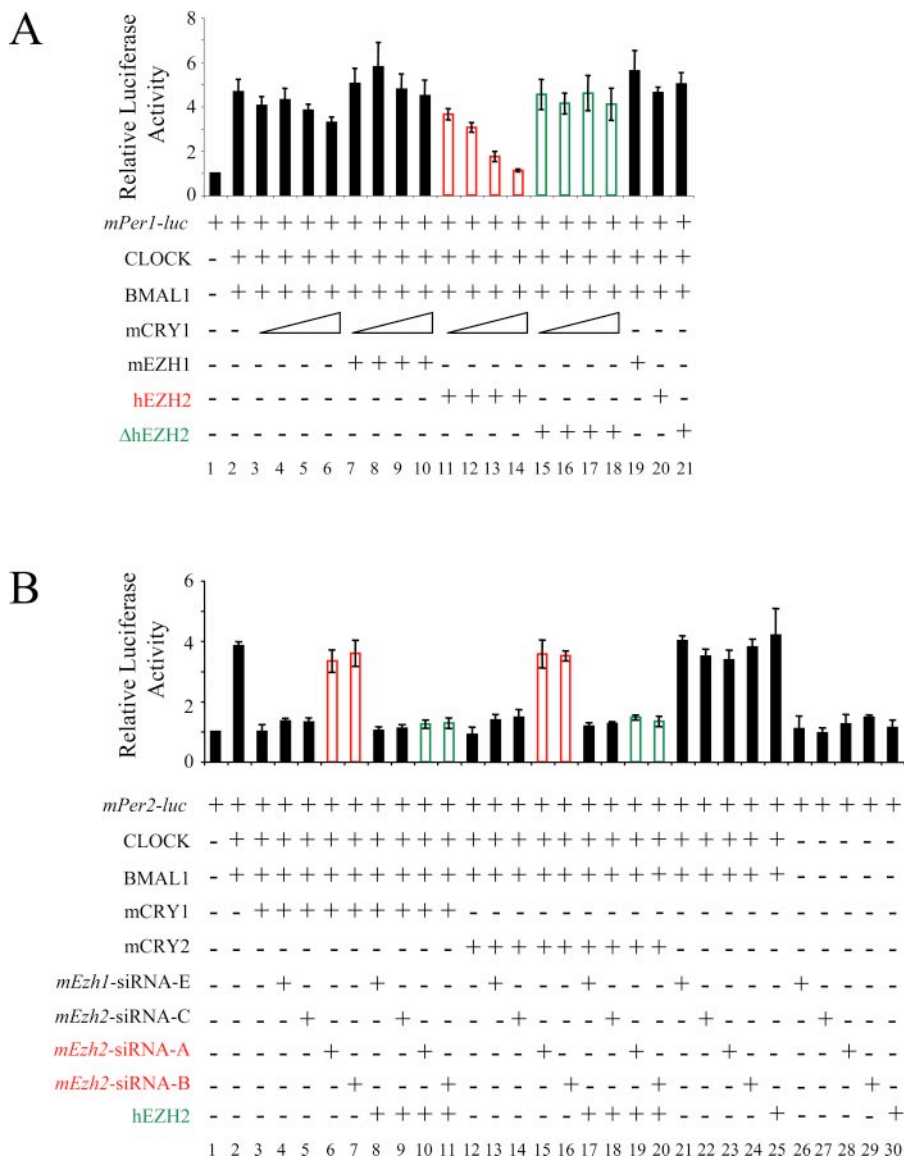 A
Relative Luciferase
Activity
8
6
4
2
0
mPer1-luc + + + + + + + + + + + + + + + + + + + + +
CLOCK - + + + + + + + + + + + + + + + + + + + +
BMAL1 - + + + + + + + + + + + + + + + + + + + +
mCRY1 - - - - -
mEZH1 - - - - - - + + + + - - - - - - - - + - -
hEZH2 - - - - - - - - - - + + + + - - - - - + -
ΔhEZH2 - - - - - - - - - - - - - - + + + + - - +
1 2 3 4 5 6 7 8 9 10 11 12 13 14 15 16 17 18 19 20 21
B
Relative Luciferase
Activity
6
4
2
0
mPer2-luc + + + + + + + + + + + + + + + + + + + + + + + + + + + + + +
CLOCK - + + + + + + + + + + + + + + + + + + + + + + + + - - - - -
BMAL1 - + + + + + + + + + + + + + + + + + + + + + + + + - - - - -
mCRY1 - - + + + + + + + + + - - - - - - - - - - - - - - - - - - -
mCRY2 - - - - - - - - - - - + + + + + + + + + - - - - - - - - - -
mEzh1-siRNA-E - - - + - - - + - - - - + - - - + - - - + - - - - + - - - -
mEzh2-siRNA-C - - - - + - - - + - - - - + - - - + - - - + - - - - + - - -
mEzh2-siRNA-A - - - - - + - - - + - - - - + - - - + - - - + - - - - + - -
mEzh2-siRNA-B - - - - - - + - - - + - - - - + - - - + - - - + - - - - + -
hEZH2 - - - - - - - + + + + - - - - - + + + + - - - - + - - - - +
1 2 3 4 5 6 7 8 9 10 11 12 13 14 15 16 17 18 19 20 21 22 23 24 25 26 27 28 29 30